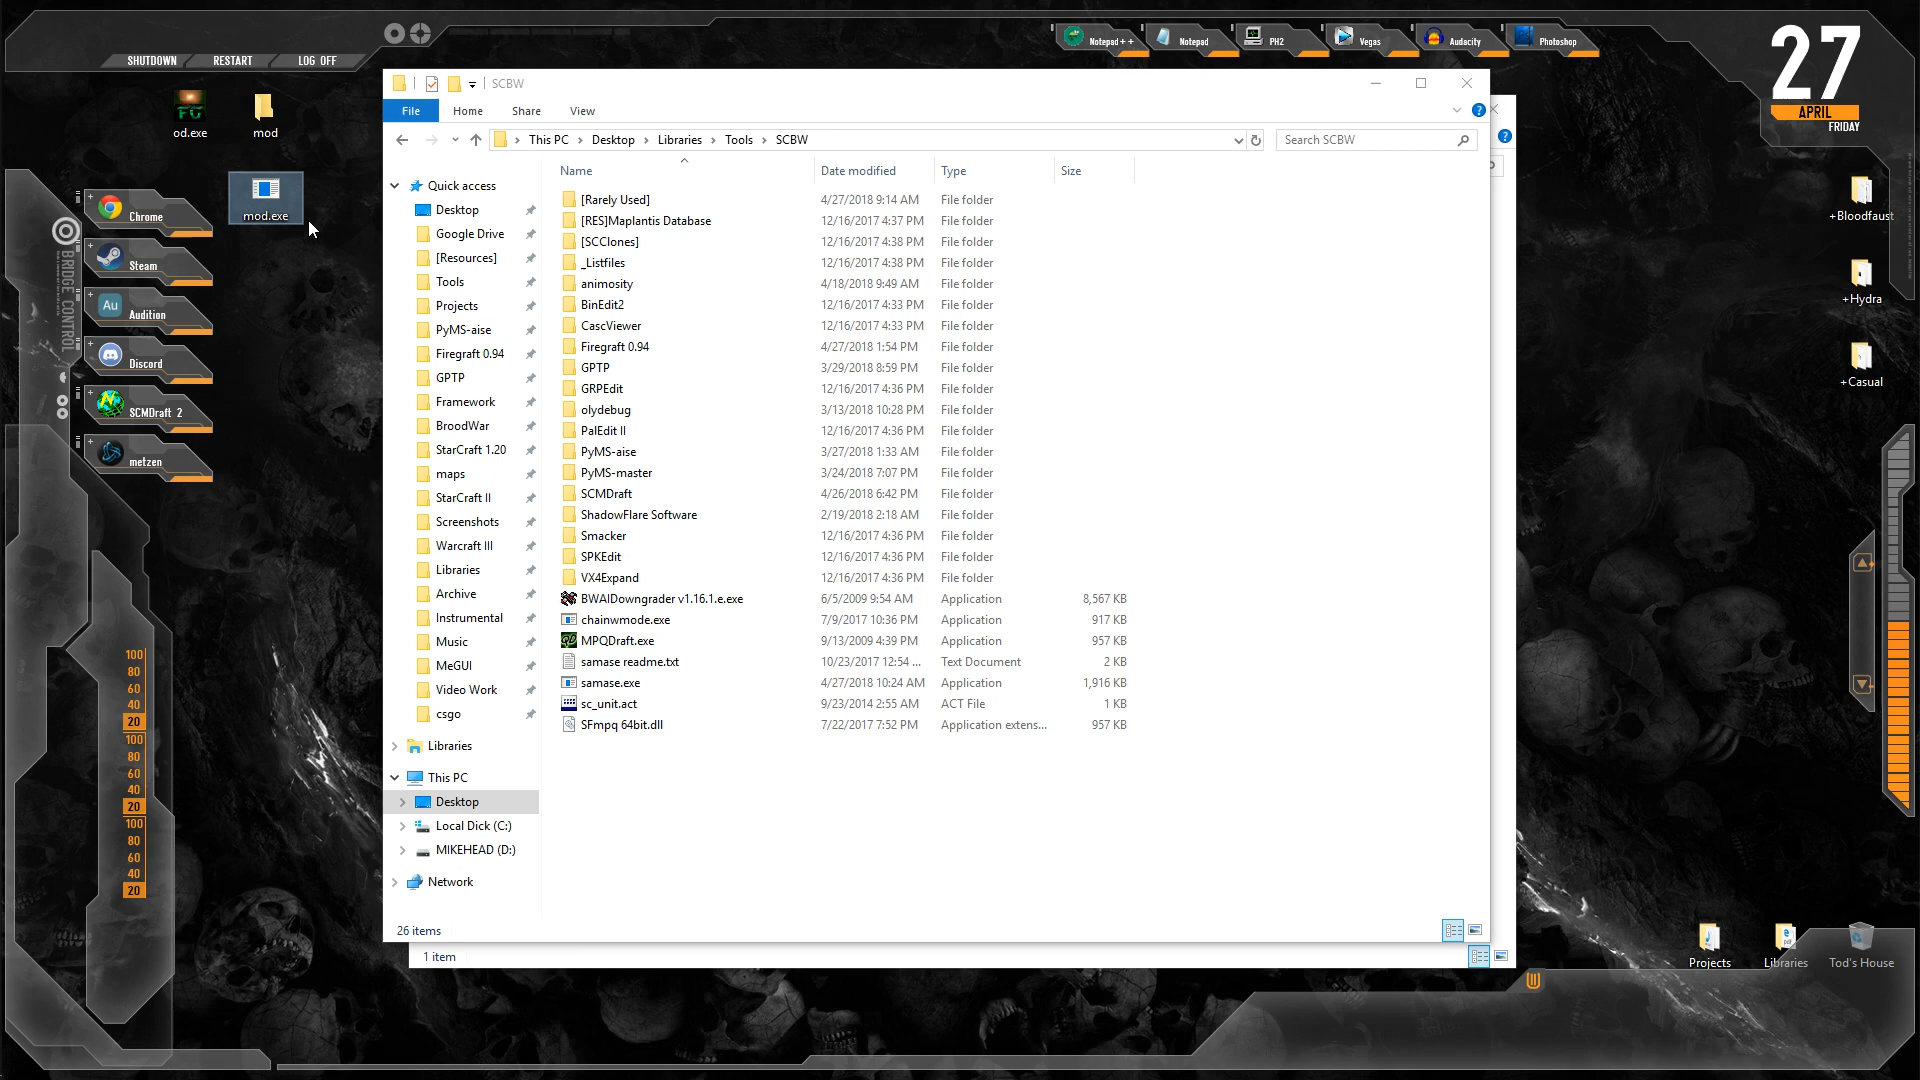 SHUTDOWN
RESTART
LOG OFF
Notepad++
Notepad
PH2
Vegas
Audacity
Photoshop
27
APRIL
FRIDAY
od.exe
mod
mod.exe
BRIDGE CONTROL
Chrome
Steam
Au
Audition
Discord
SCMDraft 2
metzen
100
80
60
40
20
100
80
60
40
20
100
80
60
40
20
SCBW
File
Home
Share
View
This PC > Desktop > Libraries > Tools > SCBW
Search SCBW
Quick access
Desktop
Google Drive
[Resources]
Tools
Projects
PyMS-aise
Firegraft 0.94
GPTP
Framework
BroodWar
StarCraft 1.20
maps
StarCraft II
Screenshots
Warcraft III
Libraries
Archive
Instrumental
Music
MeGUI
Video Work
csgo
Libraries
This PC
Desktop
Local Dick (C:)
MIKEHEAD (D:)
Network
Name Date modified Type Size
[Rarely Used] 4/27/2018 9:14 AM File folder
[RES]Maplantis Database 12/16/2017 4:37 PM File folder
[SCClones] 12/16/2017 4:38 PM File folder
_Listfiles 12/16/2017 4:38 PM File folder
animosity 4/18/2018 9:49 AM File folder
BinEdit2 12/16/2017 4:33 PM File folder
CascViewer 12/16/2017 4:33 PM File folder
Firegraft 0.94 4/27/2018 1:54 PM File folder
GPTP 3/29/2018 8:59 PM File folder
GRPEdit 12/16/2017 4:36 PM File folder
olydebug 3/13/2018 10:28 PM File folder
PalEdit II 12/16/2017 4:36 PM File folder
PyMS-aise 3/27/2018 1:33 AM File folder
PyMS-master 3/24/2018 7:07 PM File folder
SCMDraft 4/26/2018 6:42 PM File folder
ShadowFlare Software 2/19/2018 2:18 AM File folder
Smacker 12/16/2017 4:36 PM File folder
SPKEdit 12/16/2017 4:36 PM File folder
VX4Expand 12/16/2017 4:36 PM File folder
BWAIDowngrader v1.16.1.e.exe 6/5/2009 9:54 AM Application 8,567 KB
chainwmode.exe 7/9/2017 10:36 PM Application 917 KB
MPQDraft.exe 9/13/2009 4:39 PM Application 957 KB
samase readme.txt 10/23/2017 12:54 ... Text Document 2 KB
samase.exe 4/27/2018 10:24 AM Application 1,916 KB
sc_unit.act 9/23/2014 2:55 AM ACT File 1 KB
SFmpq 64bit.dll 7/22/2017 7:52 PM Application extens... 957 KB
26 items
1 item
+Bloodfaust
+Hydra
+Casual
Projects
Libraries
Tod's House